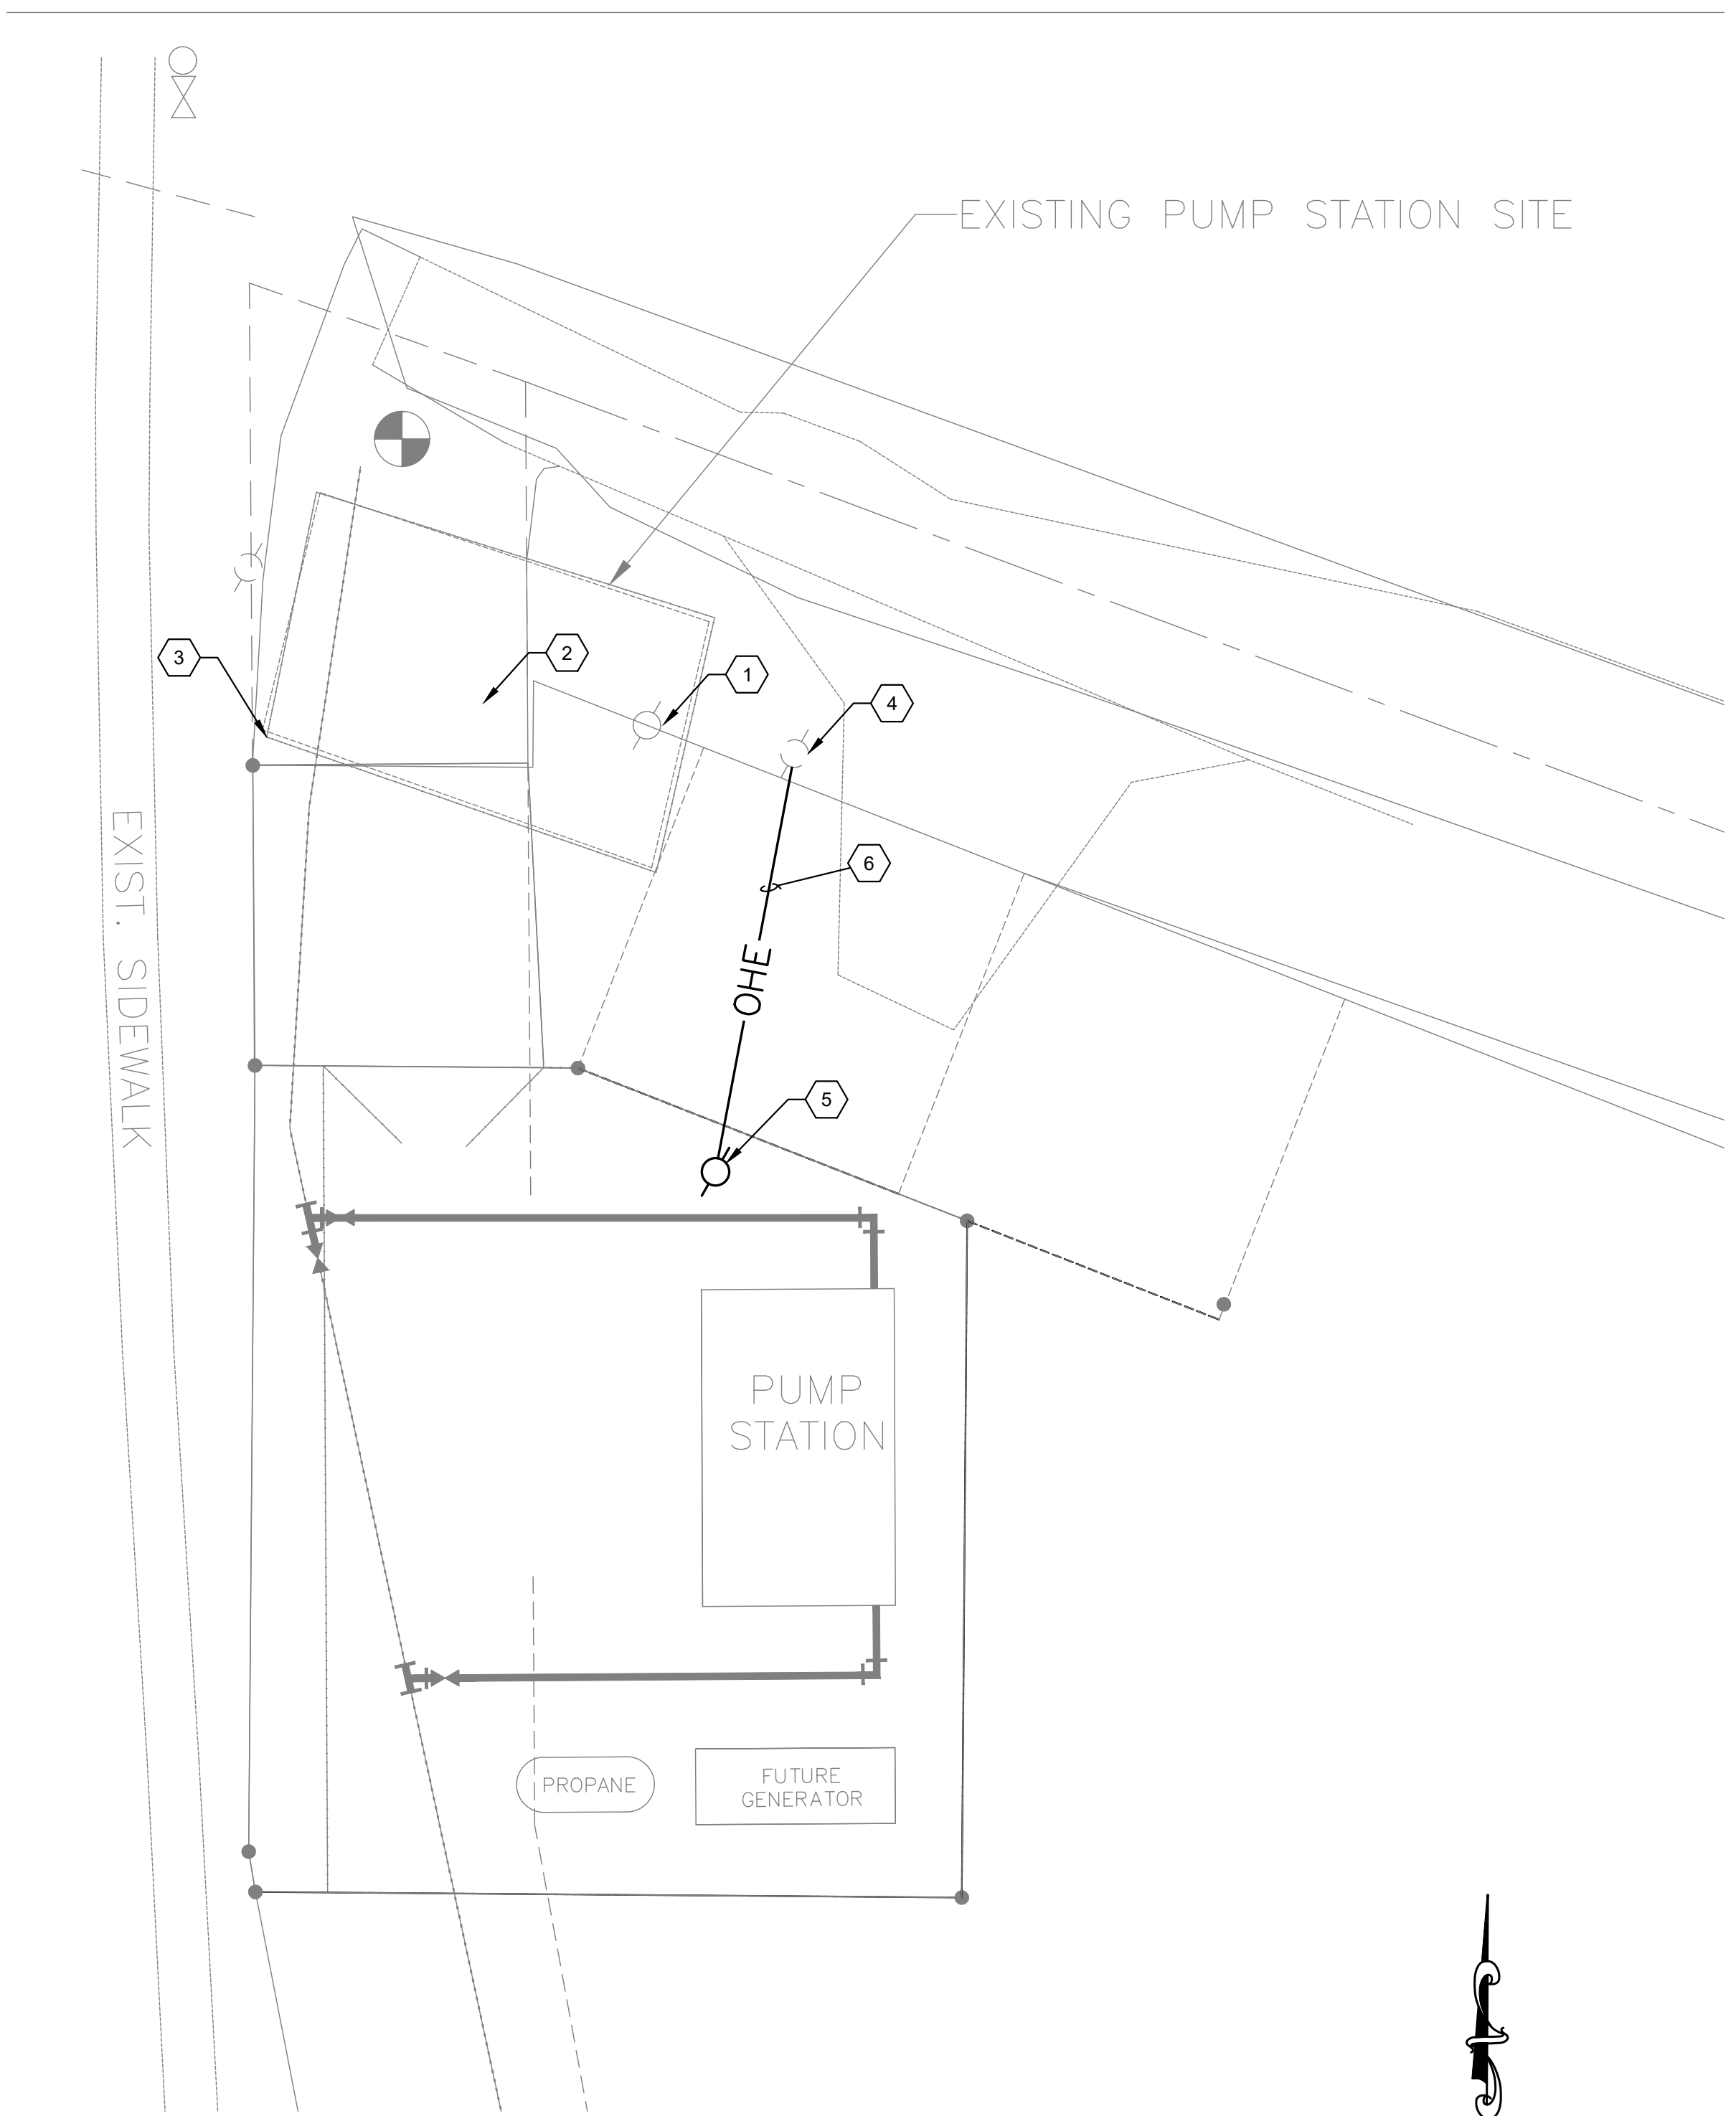 EXISTING PUMP STATION SITE
3
2
1
4
6
EXIST. SIDEWALK
OHE
5
PUMP
STATION
PROPANE
FUTURE
GENERATOR